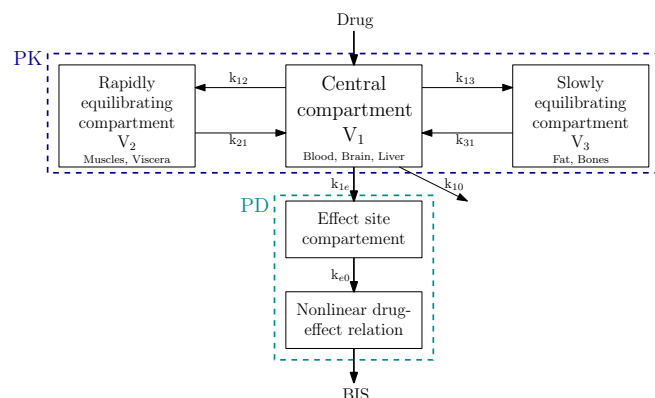 Drug
PK
k12
k13
Rapidly
equilibrating
compartment
V2
Muscles, Viscera
Central
compartment
V1
Blood, Brain, Liver
Slowly
equilibrating
compartment
V3
Fat, Bones
k21
k31
k1e
k10
PD
Effect site
compartement
ke0
Nonlinear drug-
effect relation
BIS